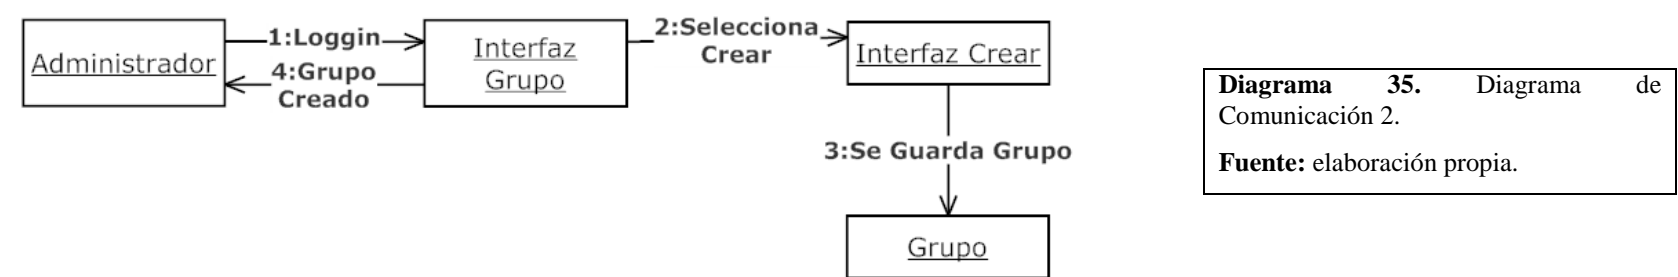 Administrador
1:Loggin
4:Grupo
Creado
Interfaz
Grupo
2:Selecciona
Crear
Interfaz Crear
3:Se Guarda Grupo
Grupo
Diagrama 35. Diagrama de
Comunicación 2.
Fuente: elaboración propia.